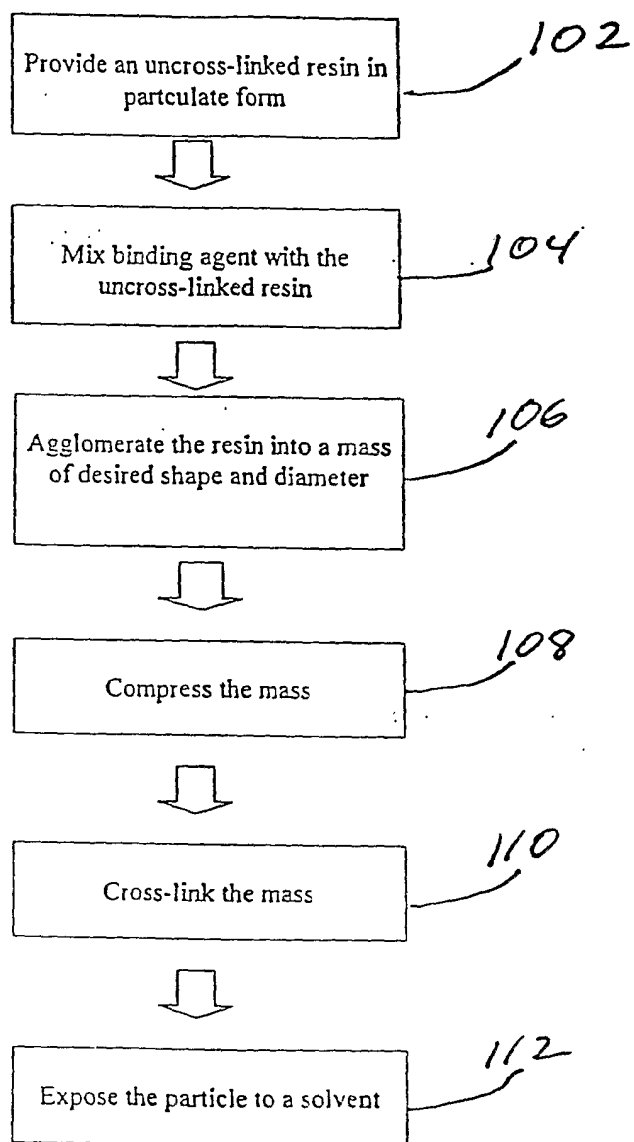 102
Provide an uncross-linked resin in
partculate form
104
Mix binding agent with the
uncross-linked resin
106
Agglomerate the resin into a mass
of desired shape and diameter
108
Compress the mass
110
Cross-link the mass
112
Expose the particle to a solvent